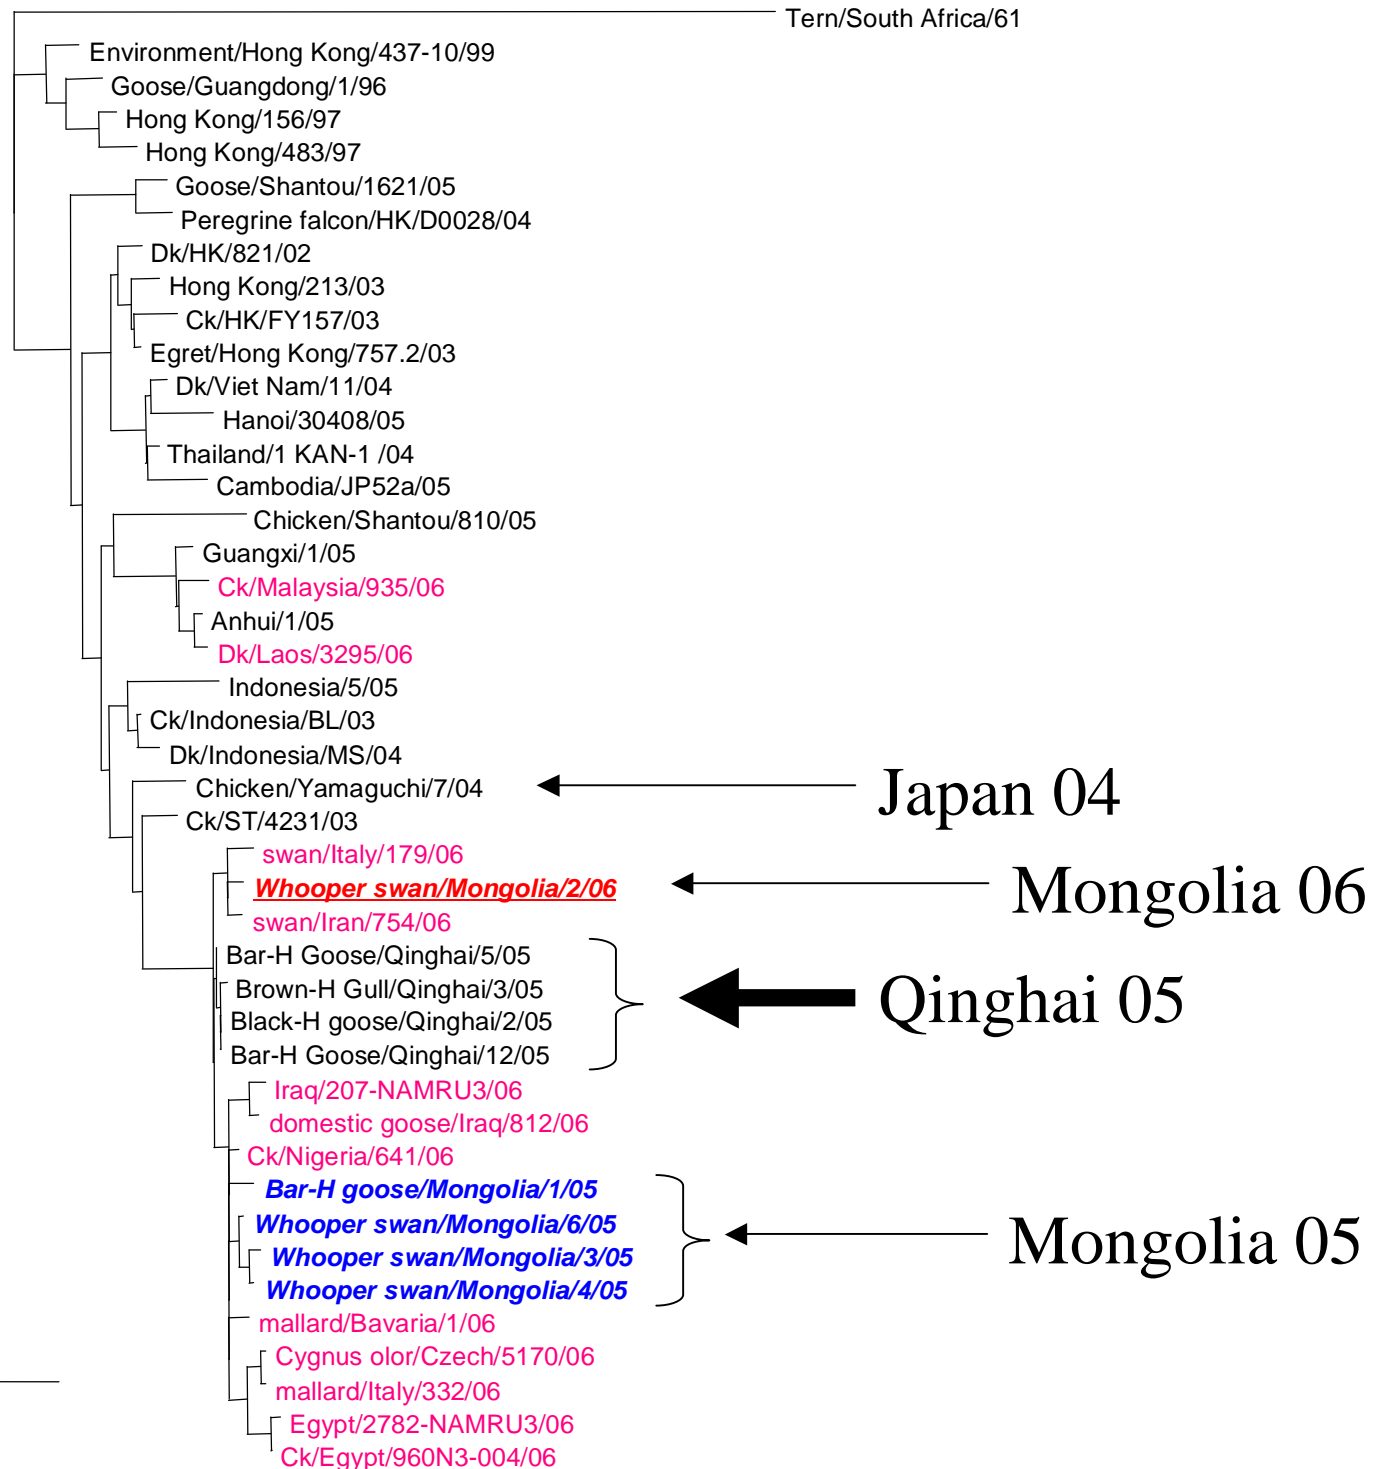 Tern/South Africa/61
Environment/Hong Kong/437-10/99
Goose/Guangdong/1/96
Hong Kong/156/97
Hong Kong/483/97
Goose/Shantou/1621/05
Peregrine falcon/HK/D0028/04
Dk/HK/821/02
Hong Kong/213/03
Ck/HK/FY157/03
Egret/Hong Kong/757.2/03
Dk/Viet Nam/11/04
Hanoi/30408/05
Thailand/1 KAN-1 /04
Cambodia/JP52a/05
Chicken/Shantou/810/05
Guangxi/1/05
Ck/Malaysia/935/06
Anhui/1/05
Dk/Laos/3295/06
Indonesia/5/05
Ck/Indonesia/BL/03
Dk/Indonesia/MS/04
Chicken/Yamaguchi/7/04
Japan 04
Ck/ST/4231/03
swan/Italy/179/06
Whooper swan/Mongolia/2/06
Mongolia 06
swan/Iran/754/06
Bar-H Goose/Qinghai/5/05
Brown-H Gull/Qinghai/3/05
Qinghai 05
Black-H goose/Qinghai/2/05
Bar-H Goose/Qinghai/12/05
Iraq/207-NAMRU3/06
domestic goose/Iraq/812/06
Ck/Nigeria/641/06
Bar-H goose/Mongolia/1/05
Whooper swan/Mongolia/6/05
Mongolia 05
Whooper swan/Mongolia/3/05
Whooper swan/Mongolia/4/05
mallard/Bavaria/1/06
Cygnus olor/Czech/5170/06
mallard/Italy/332/06
Egypt/2782-NAMRU3/06
Ck/Egypt/960N3-004/06